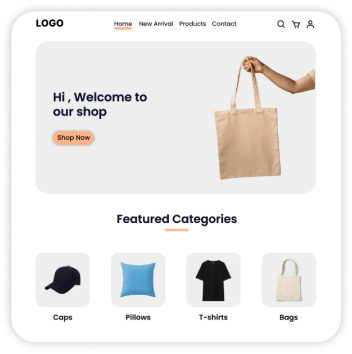 LOGO
Home New Arrival Products Contact
Hi , Welcome to
our shop
Shop Now
Featured Categories
Caps Pillows T-shirts Bags